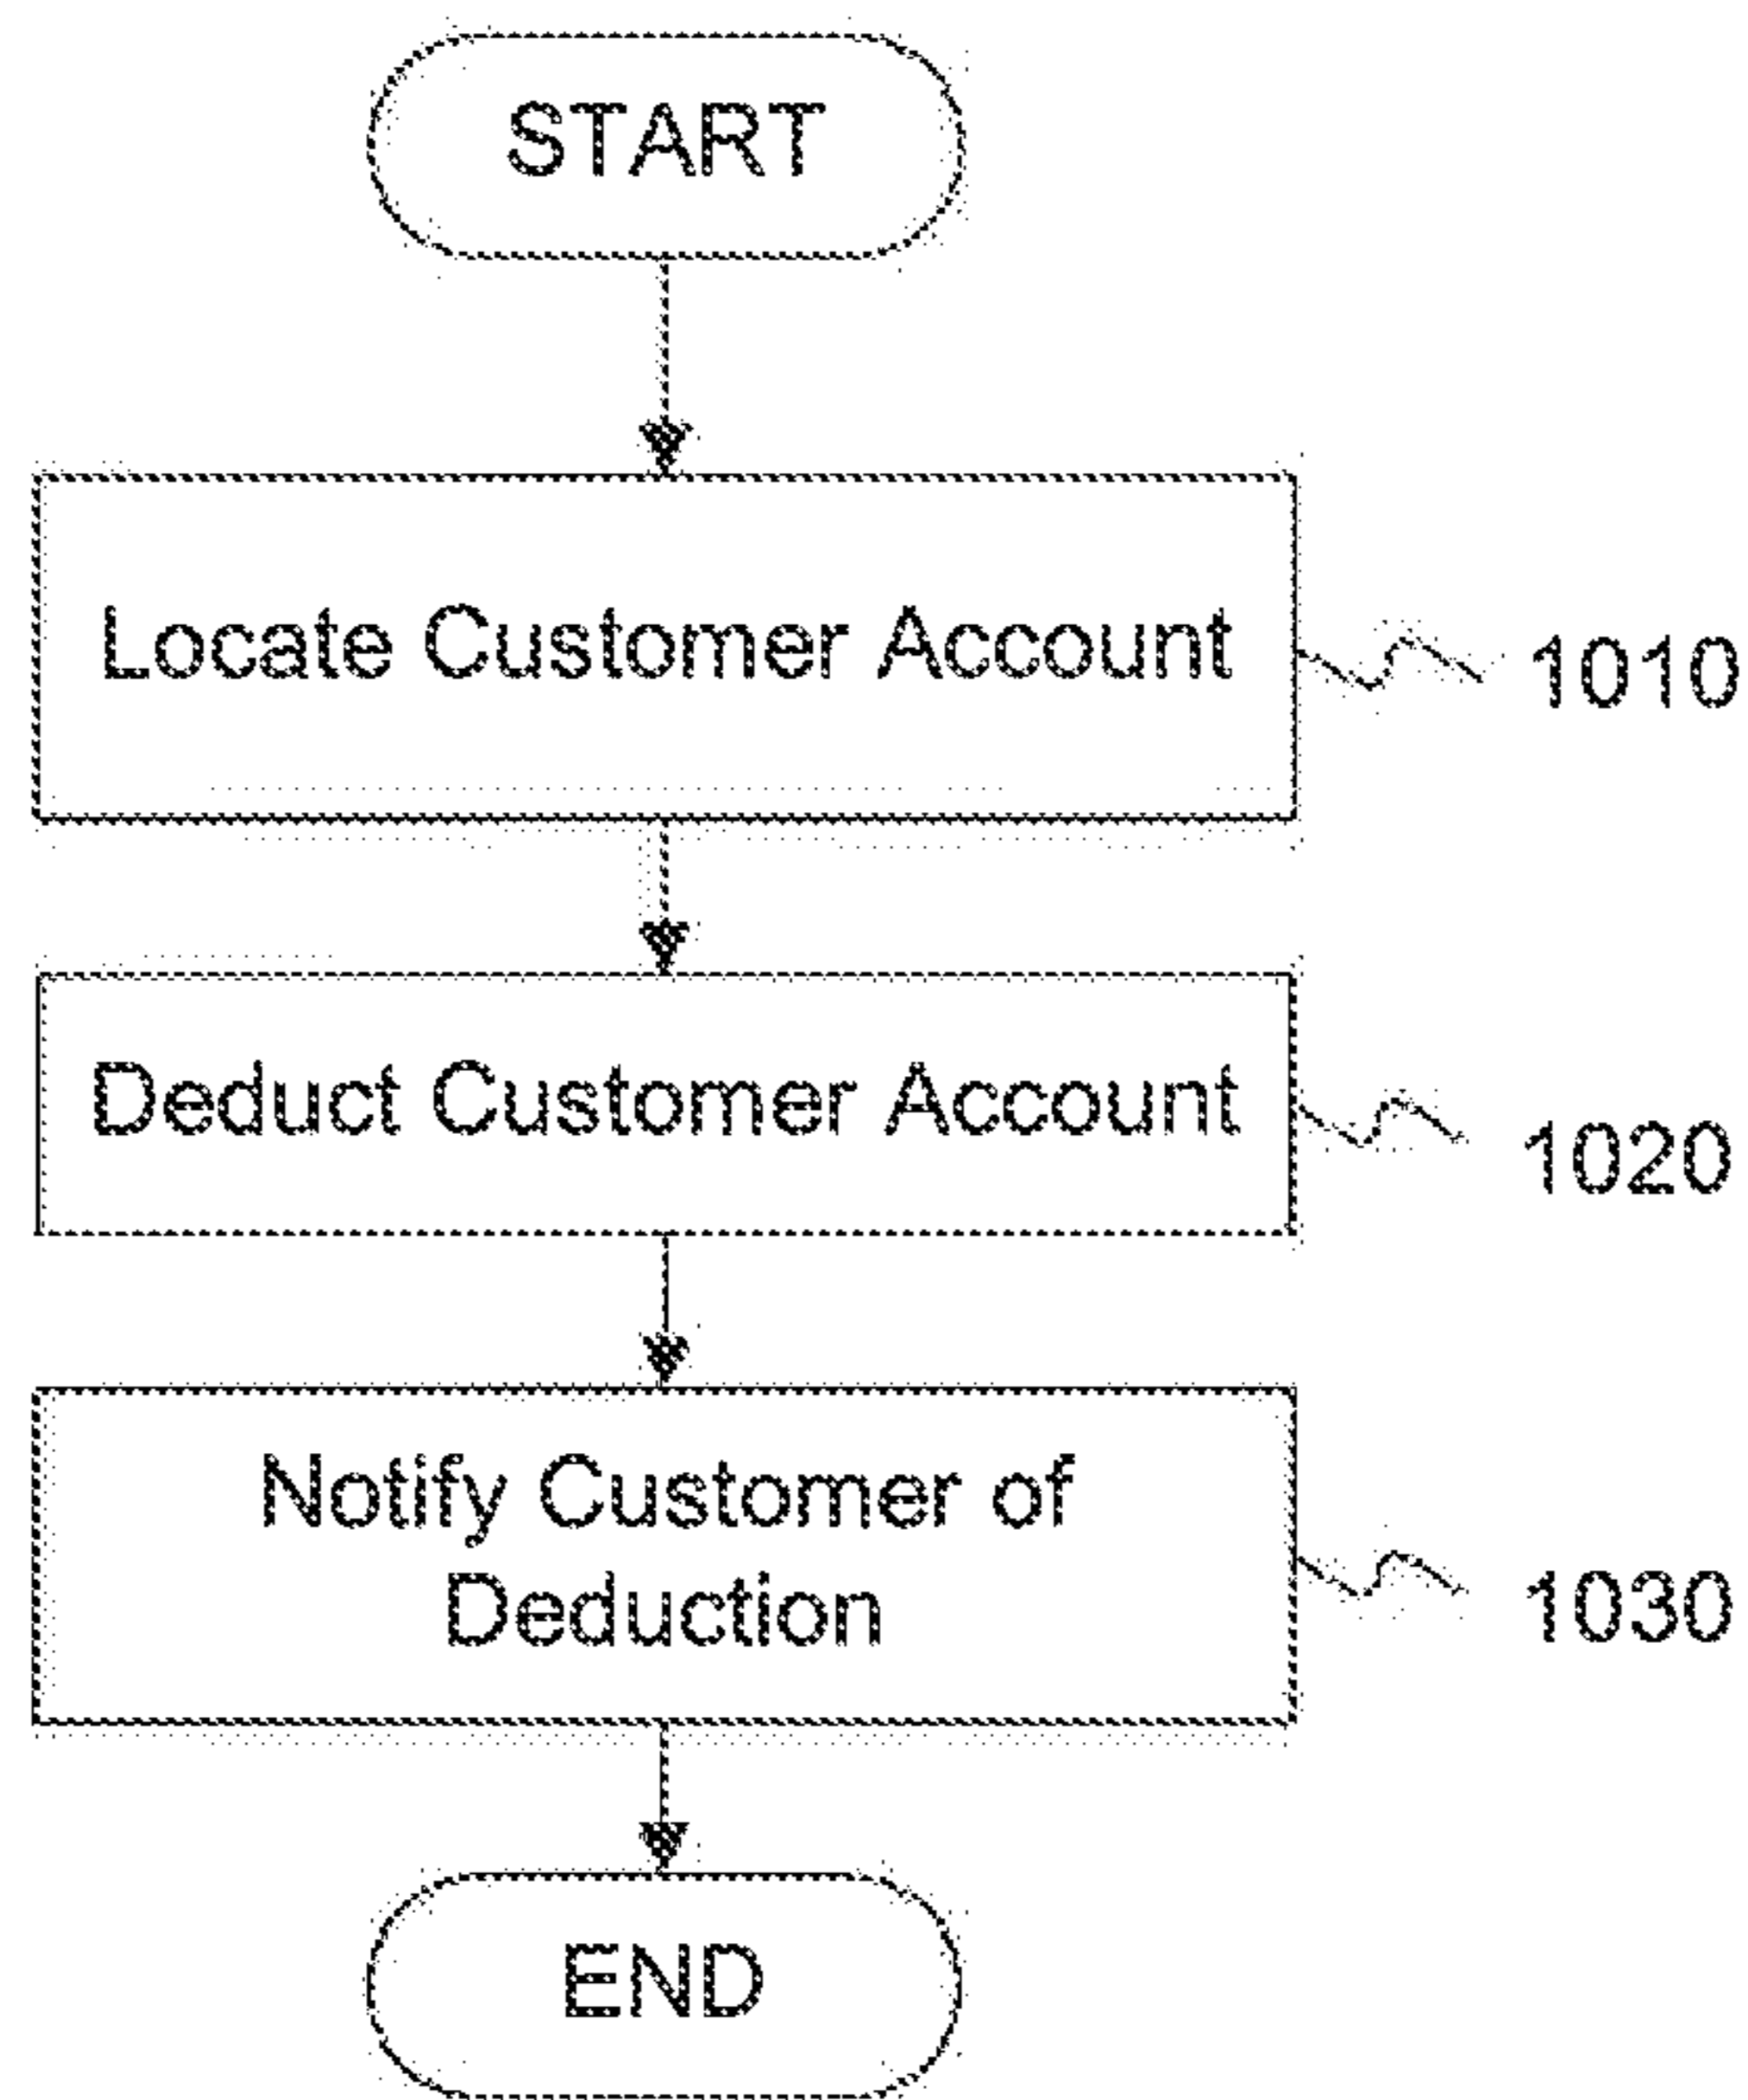 START
Locate Customer Account
1010
Deduct Customer Account
1020
Notify Customer of
Deduction
1030
END